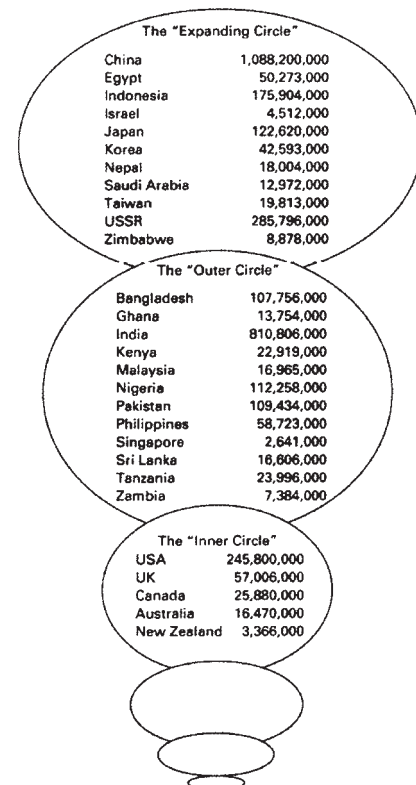 The "Expanding Circle"
China 1,088,200,000
Egypt 50,273,000
Indonesia 175,904,000
Israel 4,512,000
Japan 122,620,000
Korea 42,593,000
Nepal 18,004,000
Saudi Arabia 12,972,000
Taiwan 19,813,000
USSR 285,796,000
Zimbabwe 8,878,000
The "Outer Circle"
Bangladesh 107,756,000
Ghana 13,754,000
India 810,806,000
Kenya 22,919,000
Malaysia 16,965,000
Nigeria 112,258,000
Pakistan 109,434,000
Philippines 58,723,000
Singapore 2,641,000
Sri Lanka 16,606,000
Tanzania 23,996,000
Zambia 7,384,000
The "Inner Circle"
USA 245,800,000
UK 57,006,000
Canada 25,880,000
Australia 16,470,000
New Zealand 3,366,000